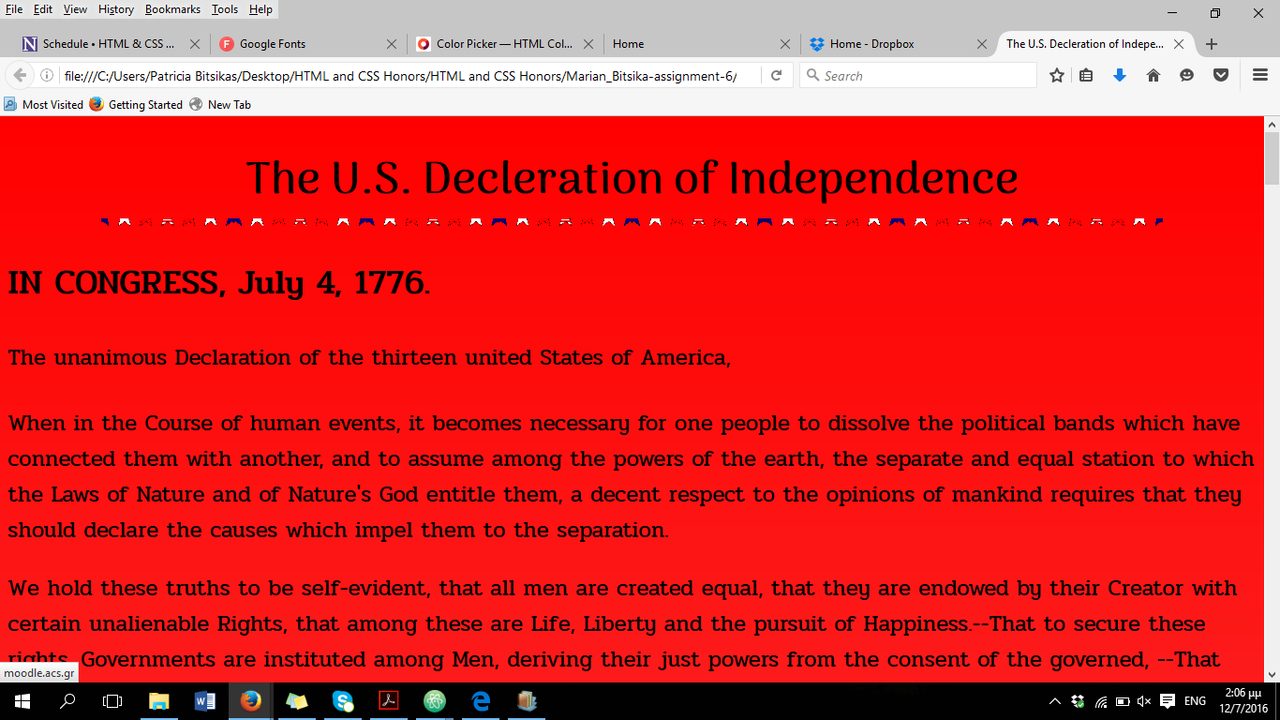 File Edit View History Bookmarks Tools Help
Schedule • HTML & CSS ... Google Fonts Color Picker — HTML Col... Home Home - Dropbox The U.S. Decleration of Indepe...
file:///C:/Users/Patricia Bitsikas/Desktop/HTML and CSS Honors/HTML and CSS Honors/Marian_Bitsika-assignment-6/ Search
Most Visited Getting Started New Tab
The U.S. Decleration of Independence
IN CONGRESS, July 4, 1776.
The unanimous Declaration of the thirteen united States of America,
When in the Course of human events, it becomes necessary for one people to dissolve the political bands which have
connected them with another, and to assume among the powers of the earth, the separate and equal station to which
the Laws of Nature and of Nature's God entitle them, a decent respect to the opinions of mankind requires that they
should declare the causes which impel them to the separation.
We hold these truths to be self-evident, that all men are created equal, that they are endowed by their Creator with
certain unalienable Rights, that among these are Life, Liberty and the pursuit of Happiness.--That to secure these
rights, Governments are instituted among Men, deriving their just powers from the consent of the governed, --That
moodle.acs.gr
ENG 2:06 μμ
12/7/2016